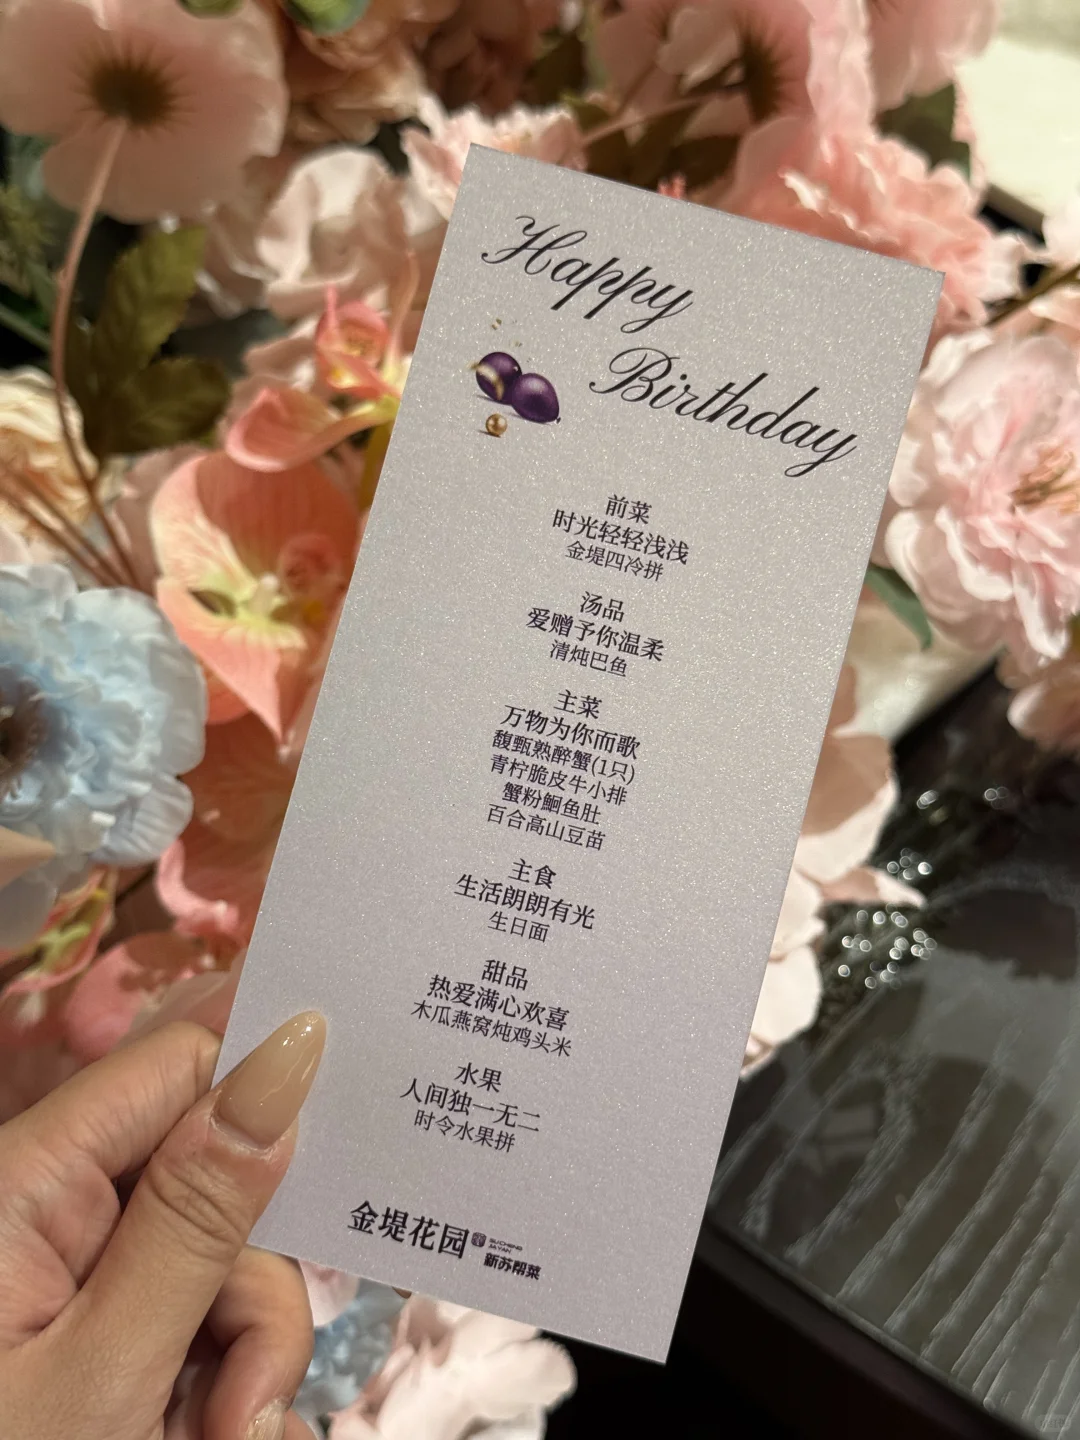 Happy
Birthday
前菜
时光轻轻浅浅
金堤四冷拼
汤品
爱赠予你温柔
清炖巴鱼
主菜
万物为你而歌
馥甄熟醉蟹(1只)
青柠脆皮牛小排
蟹粉鮰鱼肚
百合高山豆苗
主食
生活朗朗有光
生日面
甜品
热爱满心欢喜
木瓜燕窝炖鸡头米
水果
人间独一无二
时令水果拼
金堤花园
新苏帮菜